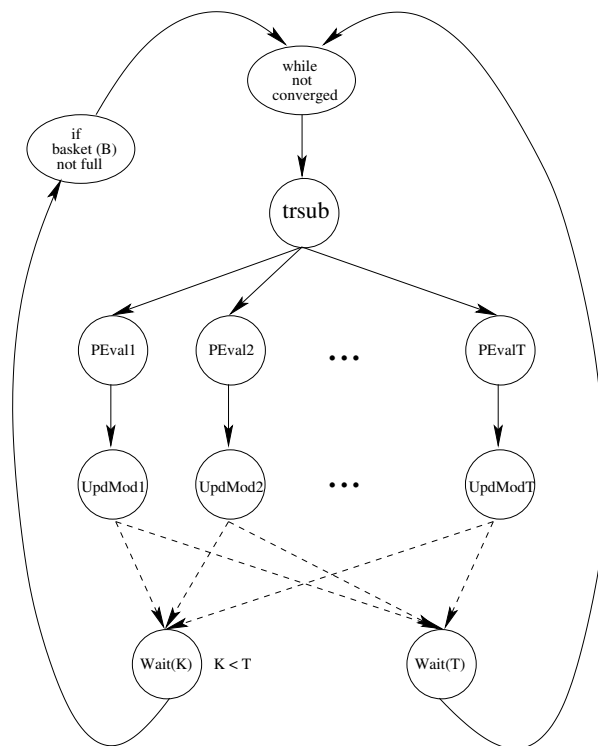 while
not
converged
if
basket (B)
not full
trsub
PEval1
PEval2
...
PEvalT
UpdMod1
UpdMod2
...
UpdModT
Wait(K)
K < T
Wait(T)